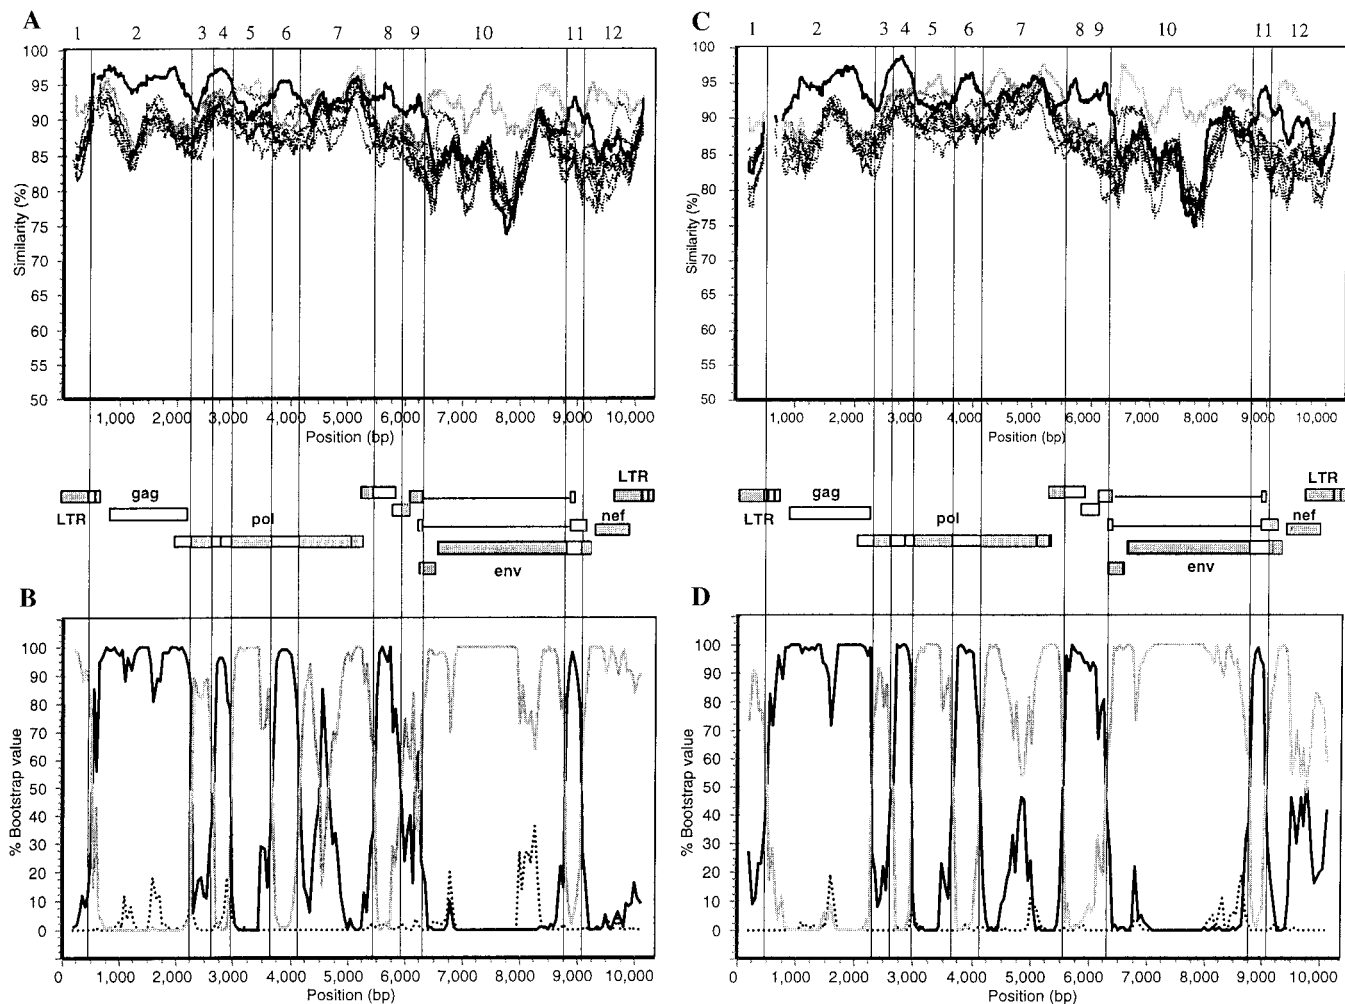 A
1 2 3 4 5 6 7 8 9 10 11 12
100
95
90
85
80
75
70
65
60
55
50
Similarity (%)
1,000 2,000 3,000 4,000 5,000 6,000 7,000 8,000 9,000 10,000
Position (bp)
LTR
gag
pol
env
nef
LTR
B
100
90
80
70
60
50
40
30
20
10
0
% Bootstrap value
0 1,000 2,000 3,000 4,000 5,000 6,000 7,000 8,000 9,000 10,000
Position (bp)
C
1 2 3 4 5 6 7 8 9 10 11 12
100
95
90
85
80
75
70
65
60
55
50
Similarity (%)
1,000 2,000 3,000 4,000 5,000 6,000 7,000 8,000 9,000 10,000
Position (bp)
LTR
gag
pol
env
nef
LTR
D
100
90
80
70
60
50
40
30
20
10
0
% Bootstrap value
0 1,000 2,000 3,000 4,000 5,000 6,000 7,000 8,000 9,000 10,000
Position (bp)